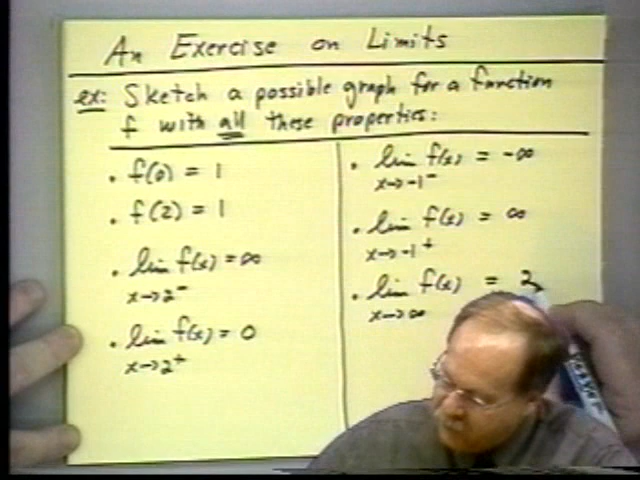 An Exercise on Limits
ex: Sketch a possible graph for a function
f with all these properties:
• f(0) = 1
• f(2) = 1
• lim f(x) = ∞
x→2⁻
• lim f(x) = 0
x→2⁺
• lim f(x) = -∞
x→-1⁻
• lim f(x) = ∞
x→-1⁺
• lim f(x) = 2
x→∞